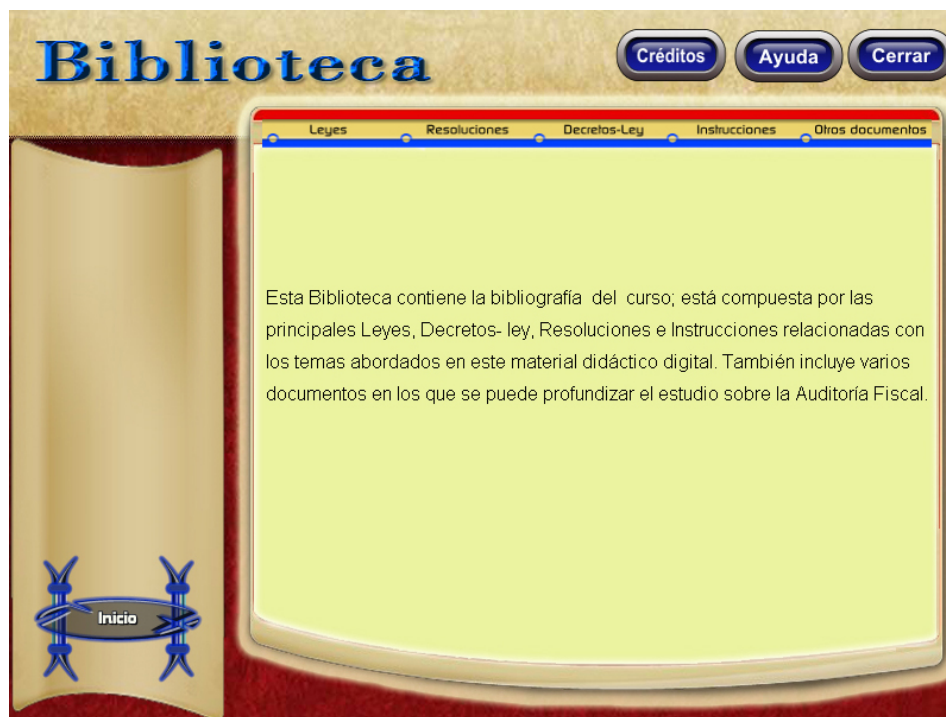 Biblioteca
Créditos Ayuda Cerrar
Leyes Resoluciones Decretos-Ley Instrucciones Otros documentos
Esta Biblioteca contiene la bibliografía del curso; está compuesta por las
principales Leyes, Decretos- ley, Resoluciones e Instrucciones relacionadas con
los temas abordados en este material didáctico digital. También incluye varios
documentos en los que se puede profundizar el estudio sobre la Auditoría Fiscal.
Inicio